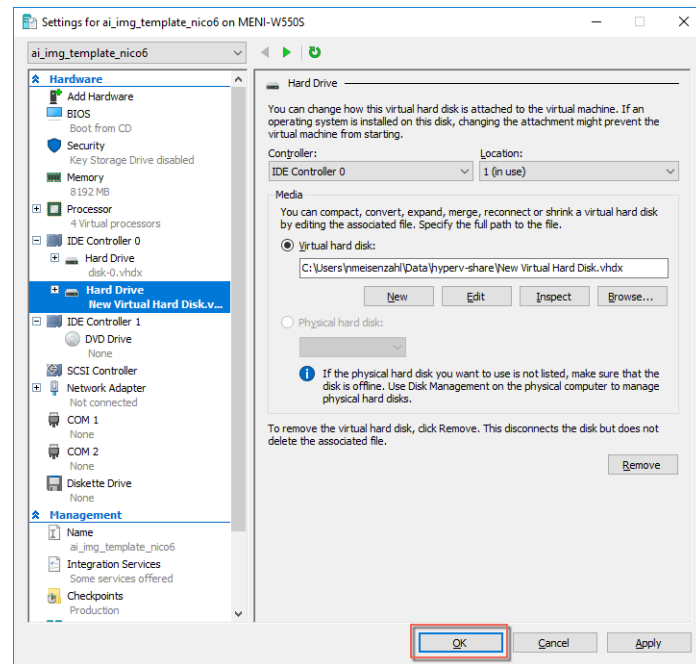 Settings for ai_img_template_nico6 on MENI-W550S
ai_img_template_nico6
Hardware
Add Hardware
BIOS
Boot from CD
Security
Key Storage Drive disabled
Memory
8192 MB
Processor
4 Virtual processors
IDE Controller 0
Hard Drive
disk-0.vhdx
Hard Drive
New Virtual Hard Disk.v...
IDE Controller 1
DVD Drive
None
SCSI Controller
Network Adapter
Not connected
COM 1
None
COM 2
None
Diskette Drive
None
Management
Name
ai_img_template_nico6
Integration Services
Some services offered
Checkpoints
Production
Hard Drive
You can change how this virtual hard disk is attached to the virtual machine. If an
operating system is installed on this disk, changing the attachment might prevent the
virtual machine from starting.
Controller:
Location:
IDE Controller 0
1 (in use)
Media
You can compact, convert, expand, merge, reconnect or shrink a virtual hard disk
by editing the associated file. Specify the full path to the file.
Virtual hard disk:
C:\Users\nmeisenzahl\Data\hyperv-share\New Virtual Hard Disk.vhdx
New
Edit
Inspect
Browse...
Physical hard disk:
If the physical hard disk you want to use is not listed, make sure that the
disk is offline. Use Disk Management on the physical computer to manage
physical hard disks.
To remove the virtual hard disk, click Remove. This disconnects the disk but does not
delete the associated file.
Remove
OK
Cancel
Apply